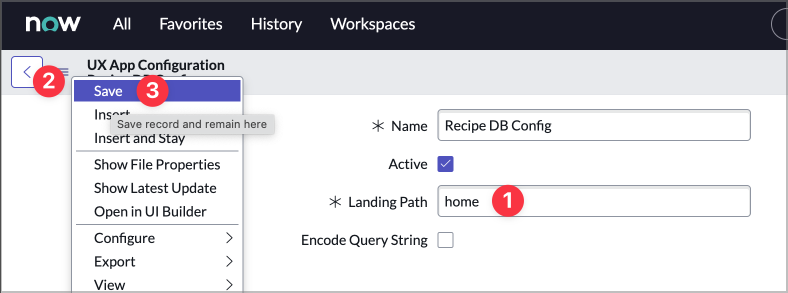 now All Favorites History Workspaces
UX App Configuration
2
Save 3
Insert
Save record and remain here
Insert and Stay
Show File Properties
Show Latest Update
Open in UI Builder
Configure
Export
View
Name Recipe DB Config
Active
Landing Path home 1
Encode Query String